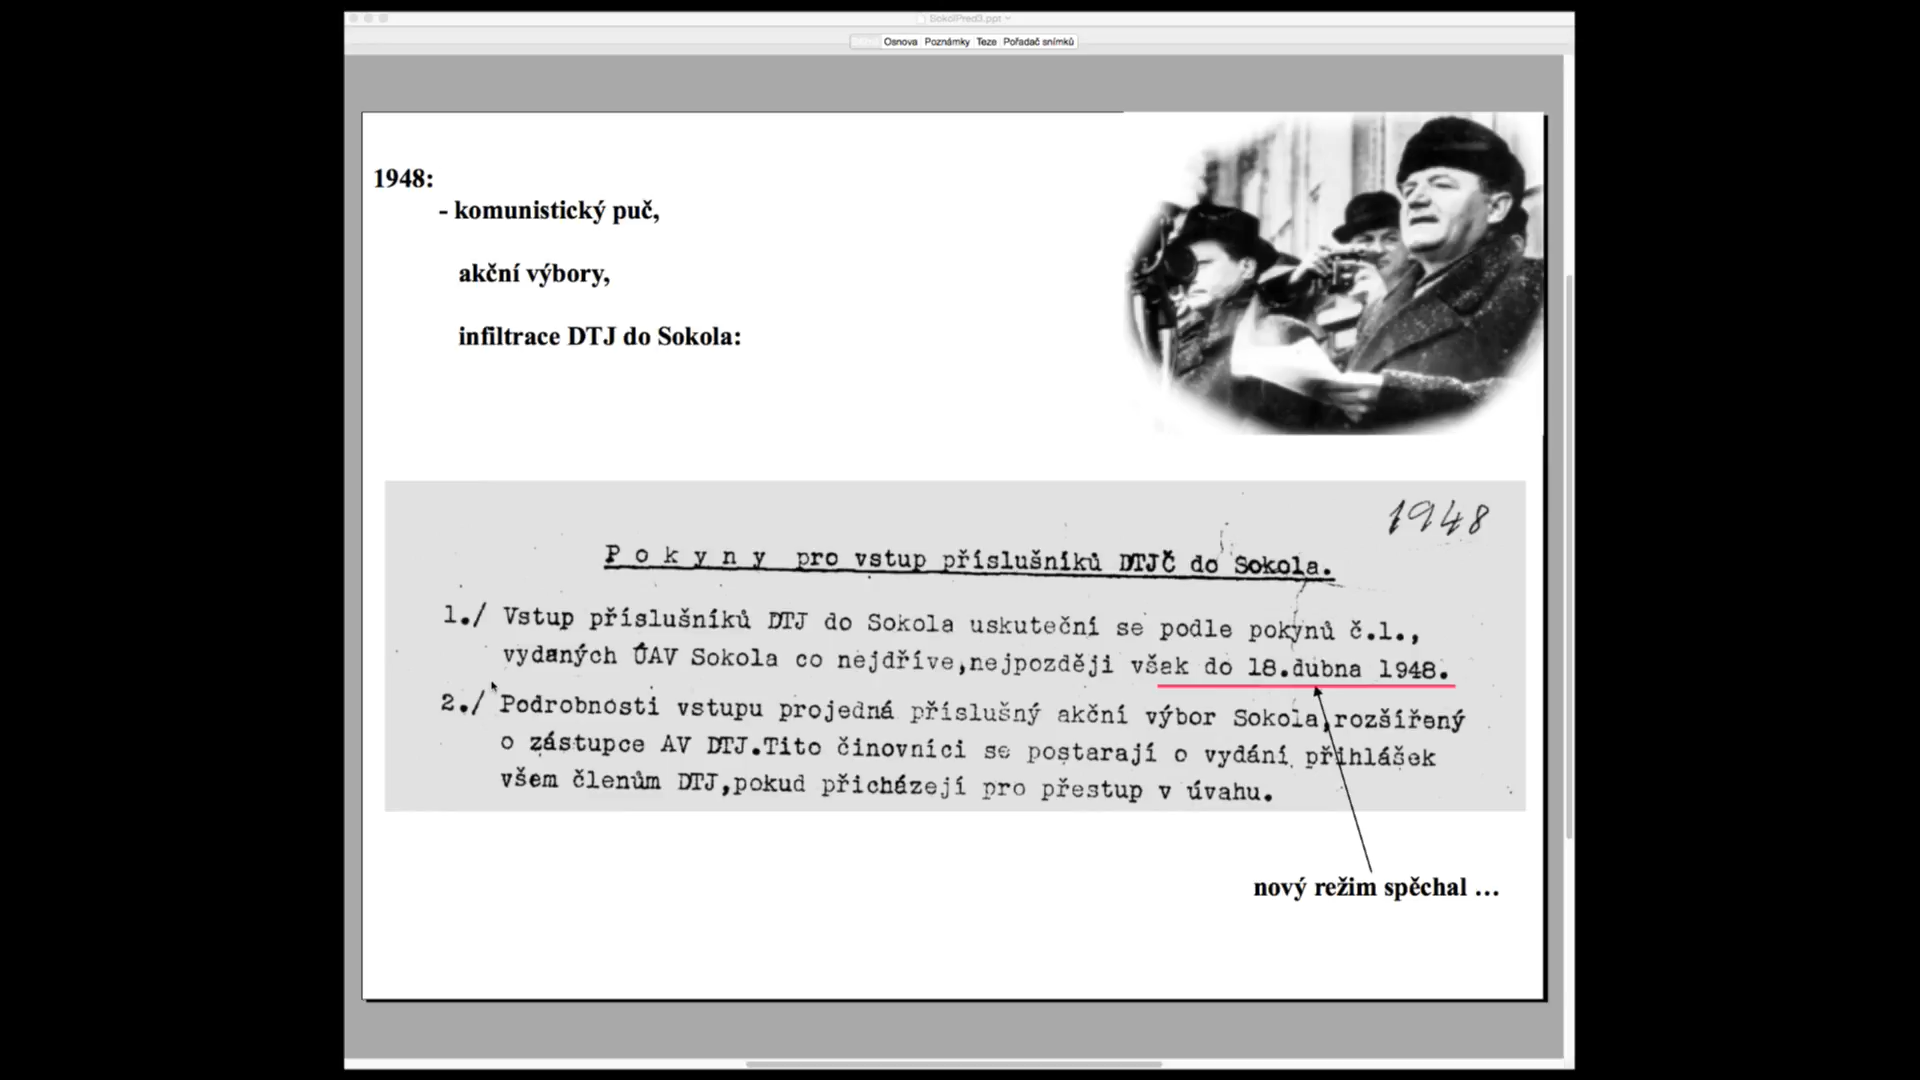 SokolPred3.ppt
Osnova Poznámky Teze Pořadač snímků
1948:
- komunistický puč,
akční výbory,
infiltrace DTJ do Sokola:
1948
P o k y n y pro vstup příslušníků DTJČ do Sokola.
1./ Vstup příslušníků DTJ do Sokola uskuteční se podle pokynů č.1.,
vydaných ÚAV Sokola co nejdříve,nejpozději však do 18.dubna 1948.
2./ Podrobnosti vstupu projedná příslušný akční výbor Sokola,rozšířený
o zástupce AV DTJ.Tito činovníci se postarají o vydání přihlášek
všem členům DTJ,pokud přicházejí pro přestup v úvahu.
nový režim spěchal ...